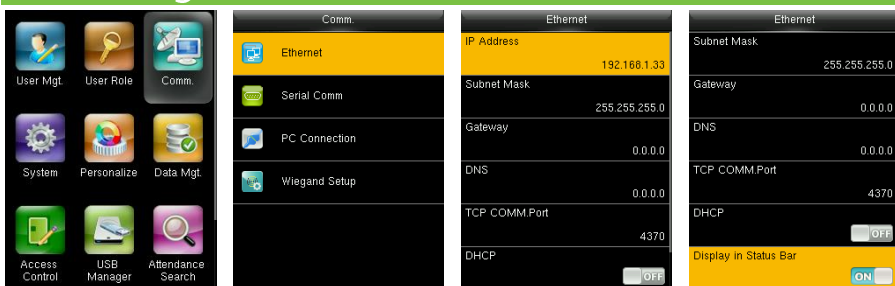 User Mgt.
User Role
Comm.
System
Personalize
Data Mgt.
Access
Control
USB
Manager
Attendance
Search
Comm.
Ethernet
Serial Comm
PC Connection
Wiegand Setup
Ethernet
IP Address
192.168.1.33
Subnet Mask
255.255.255.0
Gateway
0.0.0.0
DNS
0.0.0.0
TCP COMM.Port
4370
DHCP
OFF
Ethernet
Subnet Mask
255.255.255.0
Gateway
0.0.0.0
DNS
0.0.0.0
TCP COMM.Port
4370
DHCP
OFF
Display in Status Bar
ON